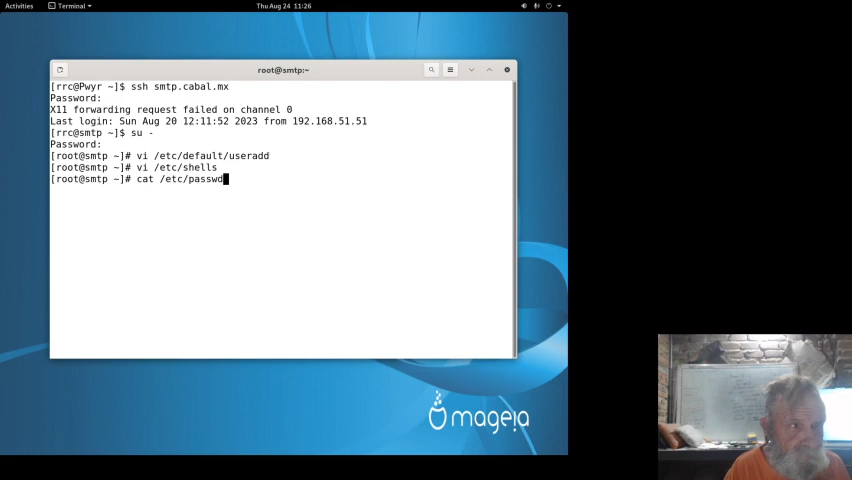 Activities Terminal Thu Aug 24 11:26
root@smtp:~
[rrc@Pwyr ~]$ ssh smtp.cabal.mx
Password:
X11 forwarding request failed on channel 0
Last login: Sun Aug 20 12:11:52 2023 from 192.168.51.51
[rrc@smtp ~]$ su -
Password:
[root@smtp ~]# vi /etc/default/useradd
[root@smtp ~]# vi /etc/shells
[root@smtp ~]# cat /etc/passwd
mageia